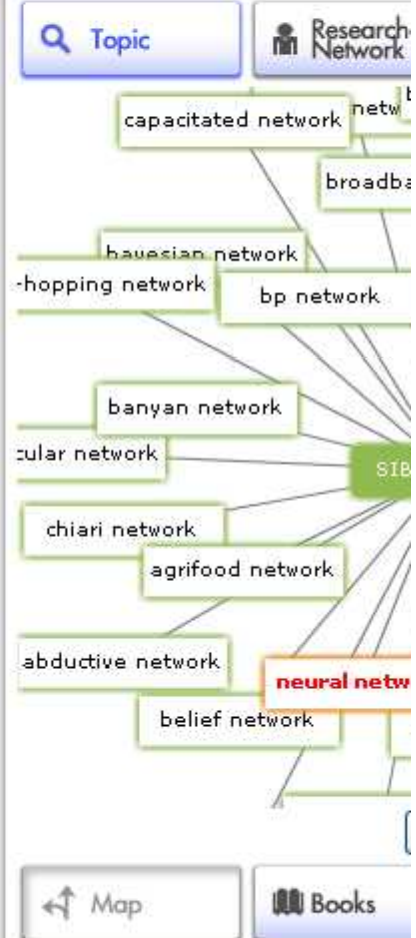 Topic
Research
Network
capacitated network
netw
broadba
bayesian network
-hopping network
bp network
banyan network
cular network
SIB
chiari network
agrifood network
abductive network
neural netw
belief network
Map
Books